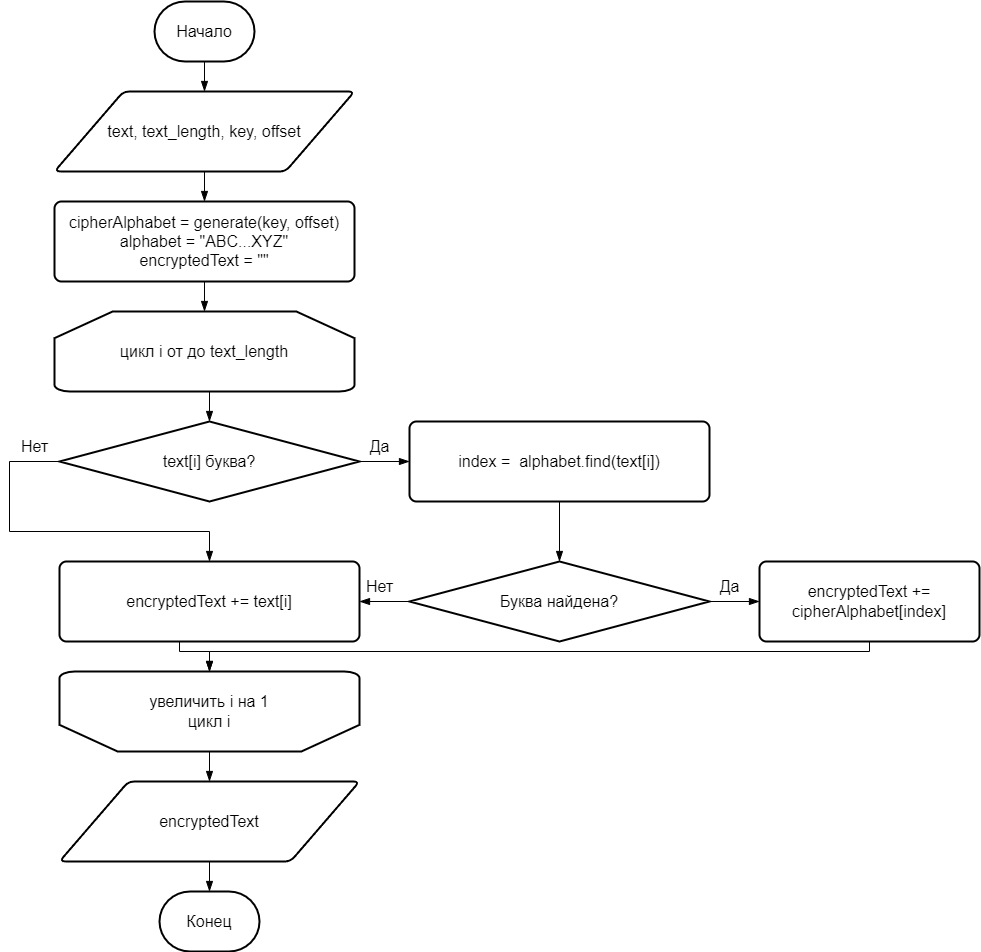 Начало
text, text_length, key, offset
cipherAlphabet = generate(key, offset)
alphabet = "ABC...XYZ"
encryptedText = ""
цикл i от до text_length
Нет
text[i] буква?
Да
index =  alphabet.find(text[i])
encryptedText += text[i]
Нет
Буква найдена?
Да
encryptedText +=
cipherAlphabet[index]
увеличить i на 1
цикл i
encryptedText
Конец